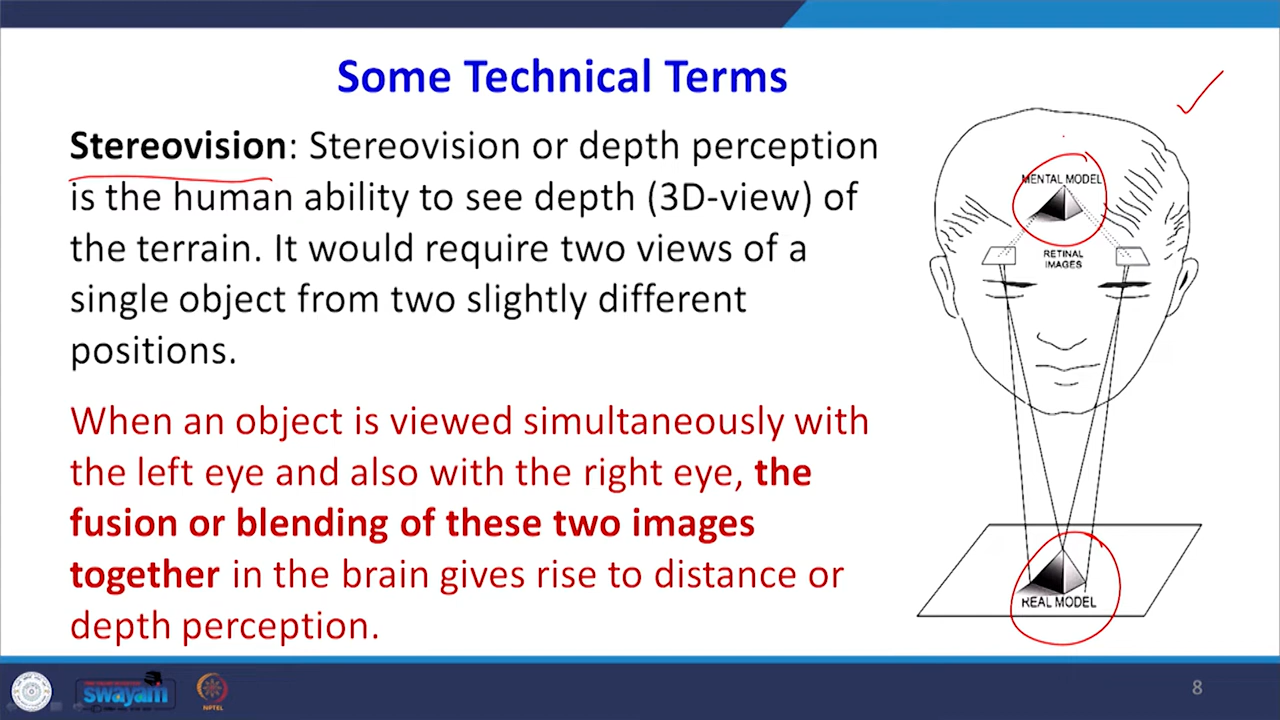 Some Technical Terms
Stereovision: Stereovision or depth perception
is the human ability to see depth (3D-view) of
the terrain. It would require two views of a
single object from two slightly different
positions.
When an object is viewed simultaneously with
the left eye and also with the right eye, the
fusion or blending of these two images
together in the brain gives rise to distance or
depth perception.
MENTAL MODEL
RETINAL
IMAGES
REAL MODEL
swayam
NPTEL
8